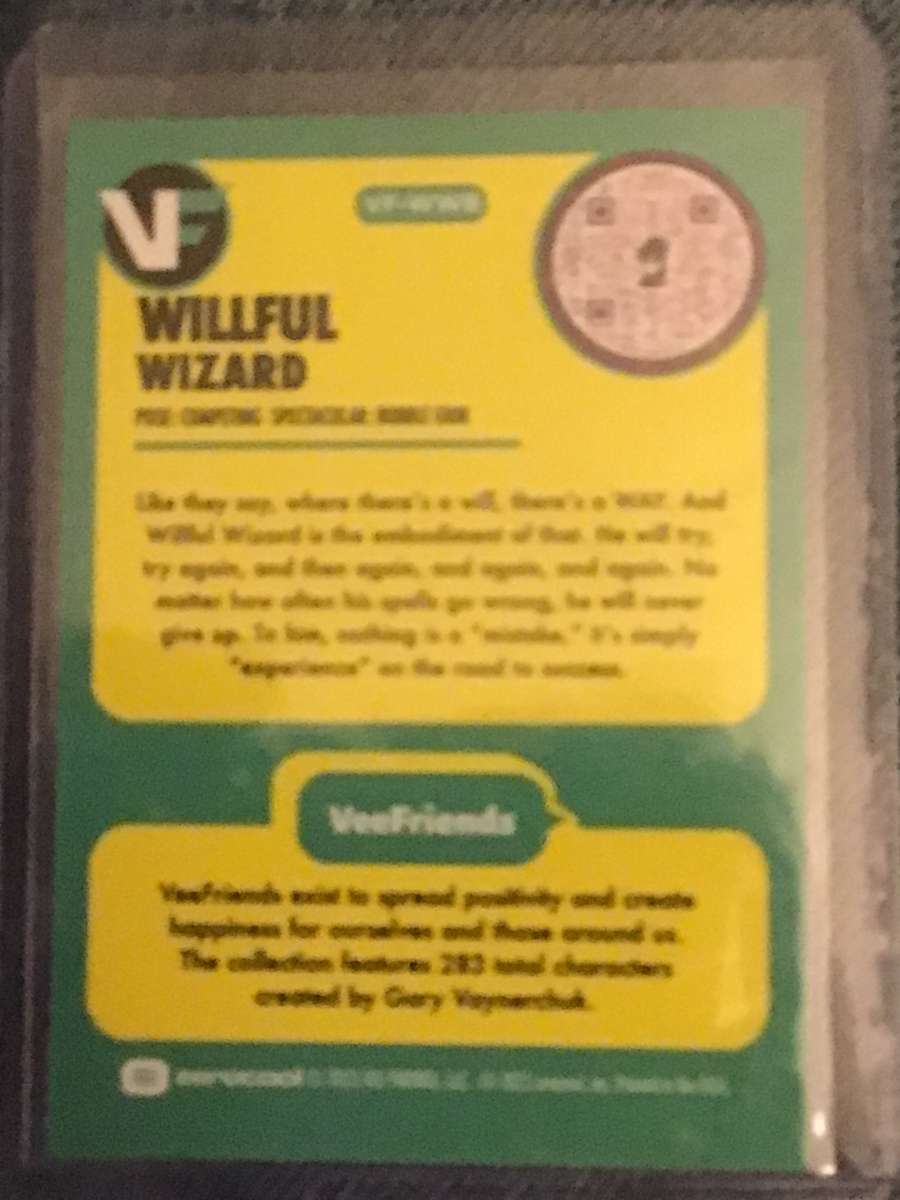 VF
VF-WWB
WILLFUL
WIZARD
SPECTACULAR
Like they say, where there's a will, there's a WAY. And
Willful Wizard is the embodiment of that. He will try,
try again, and then again, and again, and again. No
matter how often his spells go wrong, he will never
give up. To him, nothing is a "mistake," it's simply
"experience" on the road to success.
VeeFriends
VeeFriends exist to spread positivity and create
happiness for ourselves and those around us.
The collection features 283 total characters
created by Gary Vaynerchuk.
zerocool